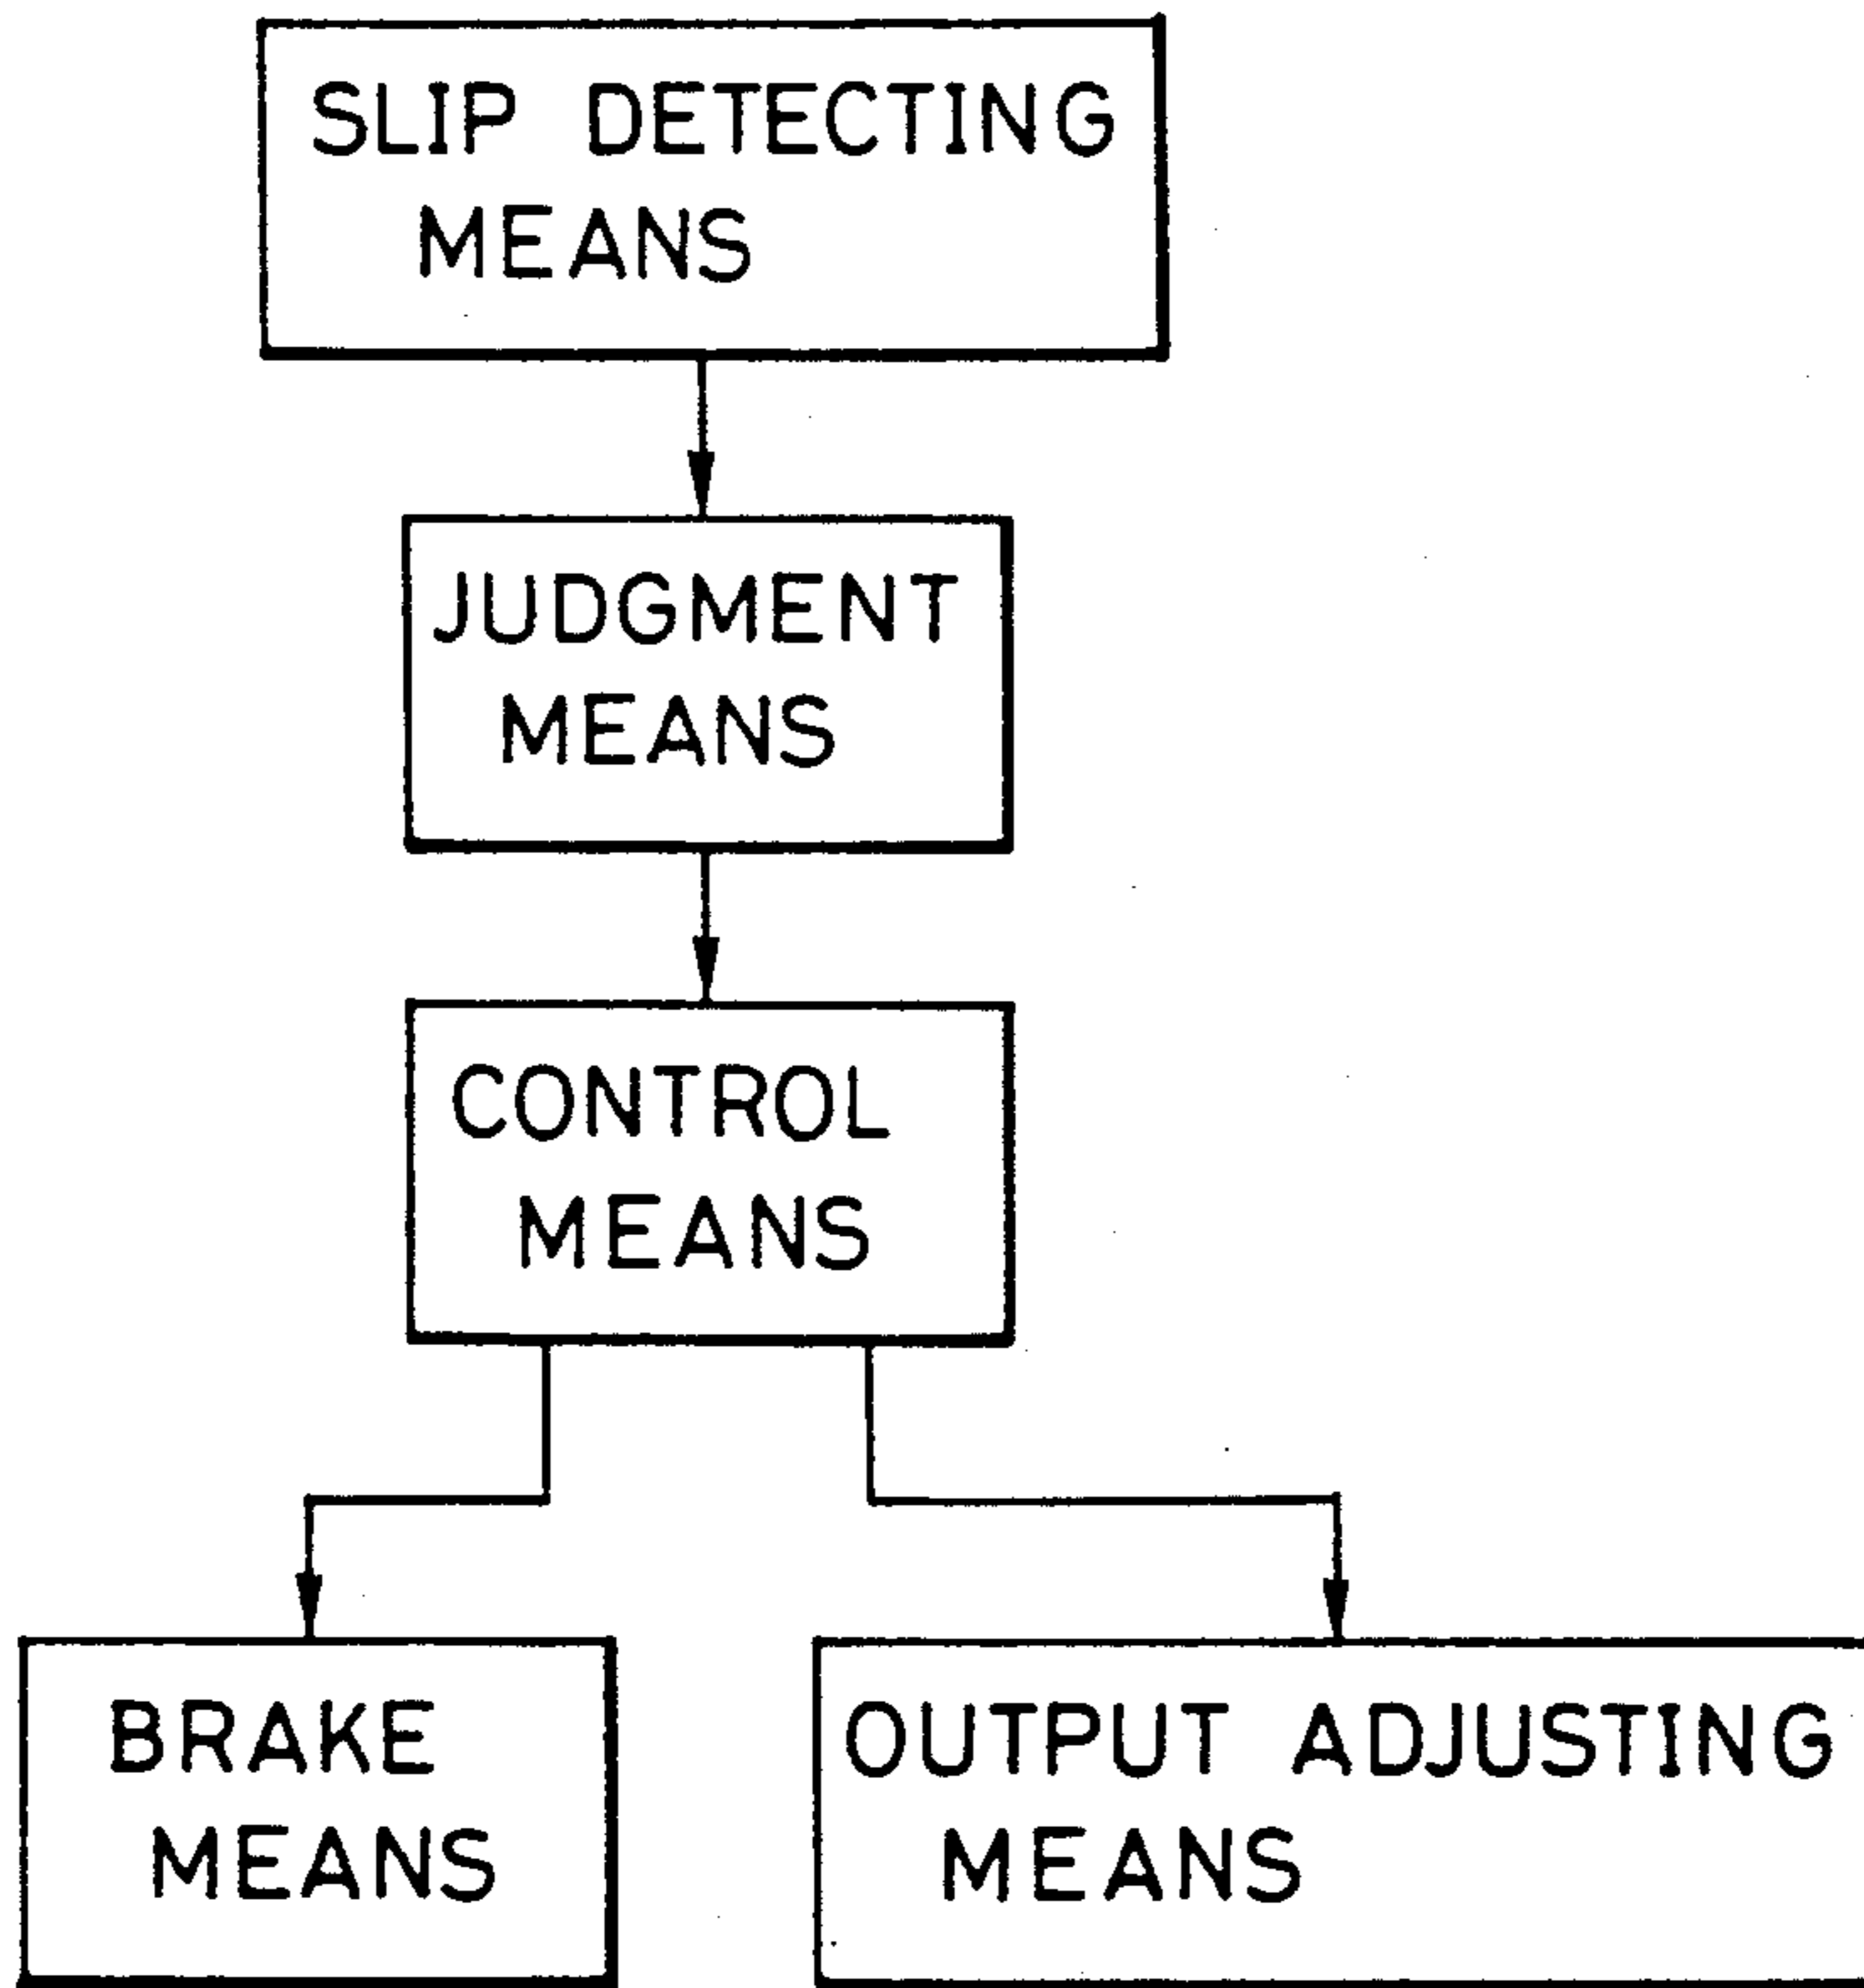 SLIP DETECTING
MEANS
JUDGMENT
MEANS
CONTROL
MEANS
BRAKE
MEANS
OUTPUT ADJUSTING
MEANS